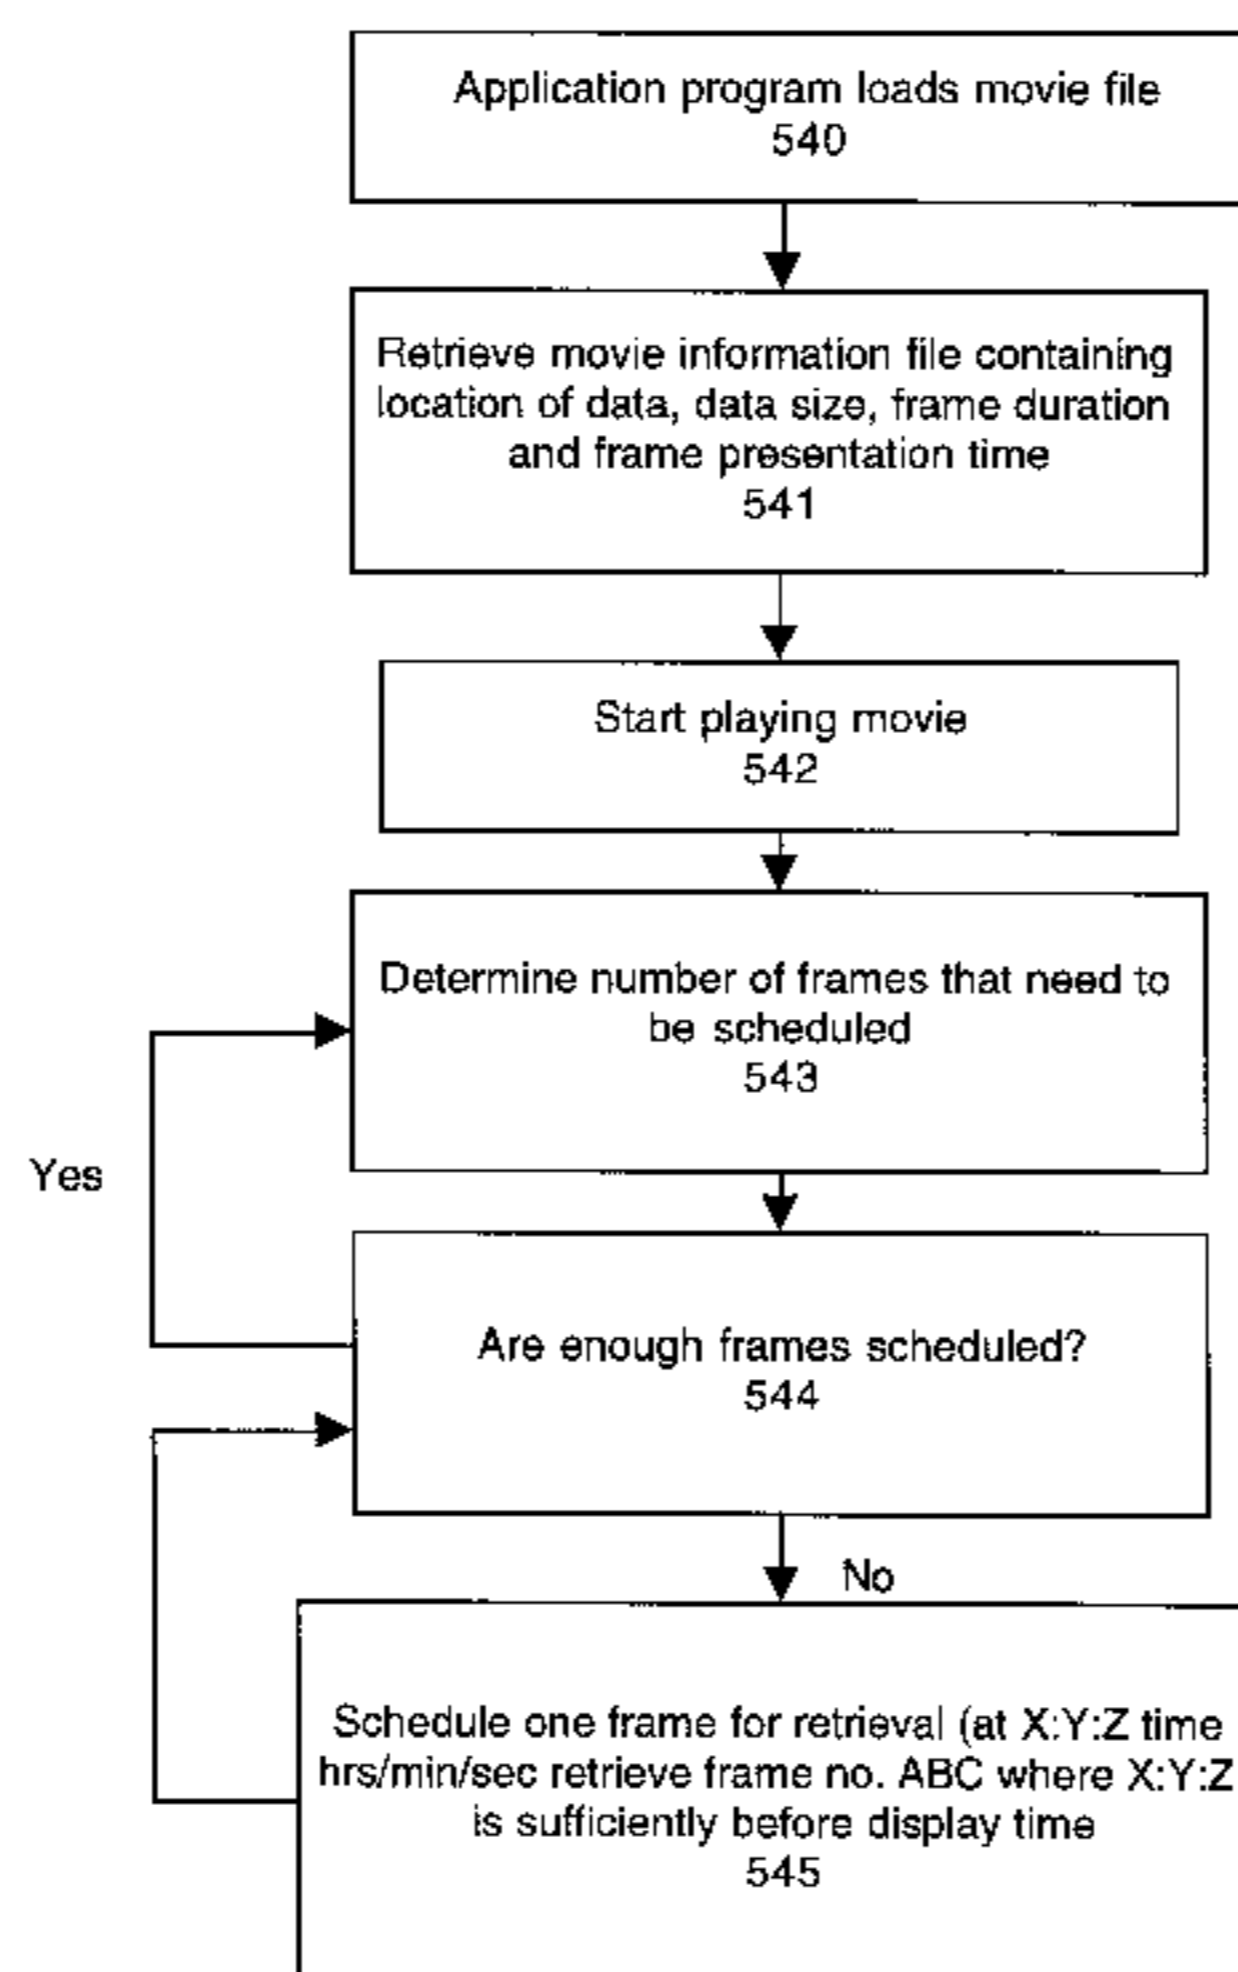 Application program loads movie file
540
Retrieve movie information file containing
location of data, data size, frame duration
and frame presentation time
541
Start playing movie
542
Determine number of frames that need to
be scheduled
543
Yes
Are enough frames scheduled?
544
No
Schedule one frame for retrieval (at X:Y:Z time
hrs/min/sec retrieve frame no. ABC where X:Y:Z
is sufficiently before display time
545